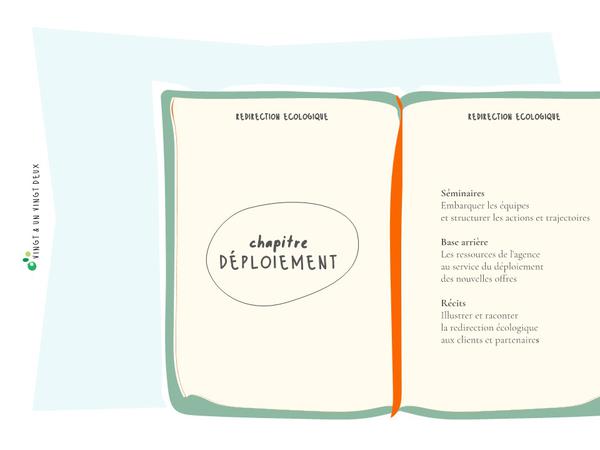 VINGT & UN VINGT DEUX
REDIRECTION ECOLOGIQUE
chapitre
DÉPLOIEMENT
REDIRECTION ECOLOGIQUE
Séminaires
Embarquer les équipes
et structurer les actions et trajectoires
Base arrière
Les ressources de l'agence
au service du déploiement
des nouvelles offres
Récits
Illustrer et raconter
la redirection écologique
aux clients et partenaires